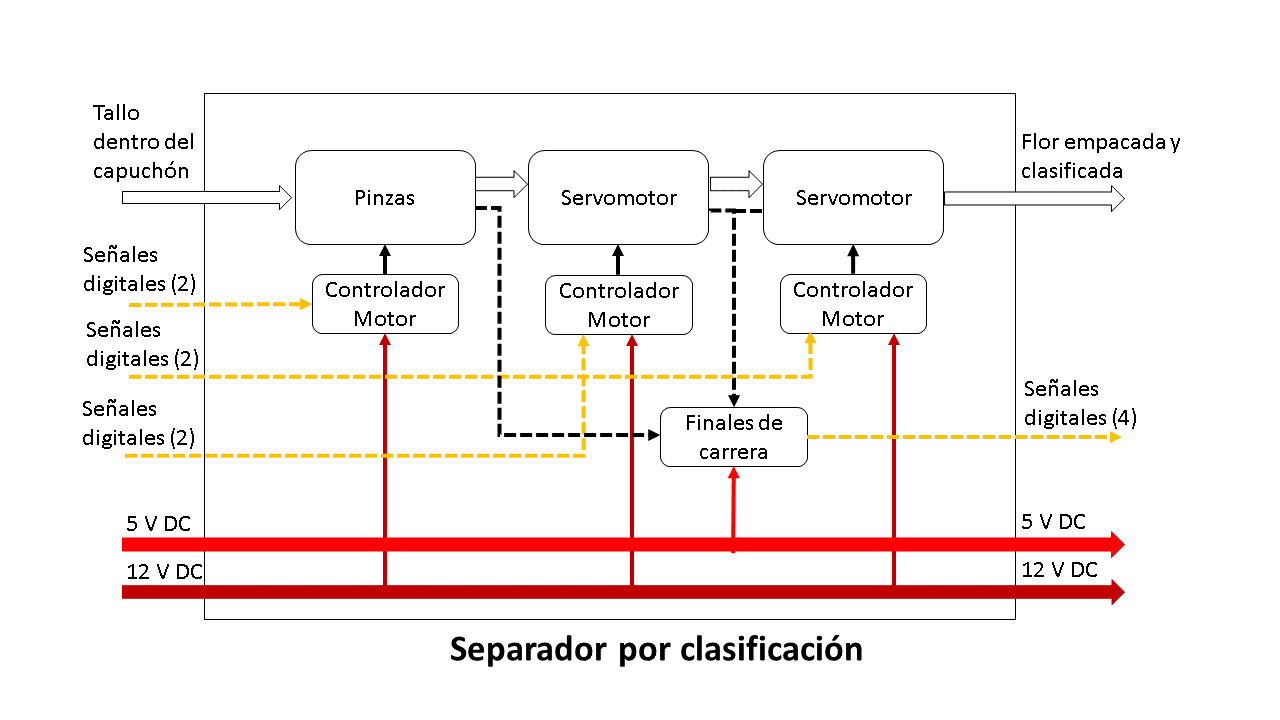 Tallo
dentro del
capuchón
Flor empacada y
clasificada
Pinzas
Servomotor
Servomotor
Señales
digitales (2)
Controlador
Motor
Controlador
Motor
Controlador
Motor
Señales
digitales (2)
Señales
digitales (2)
Señales
digitales (4)
Finales de
carrera
5 V DC
5 V DC
12 V DC
12 V DC
Separador por clasificación